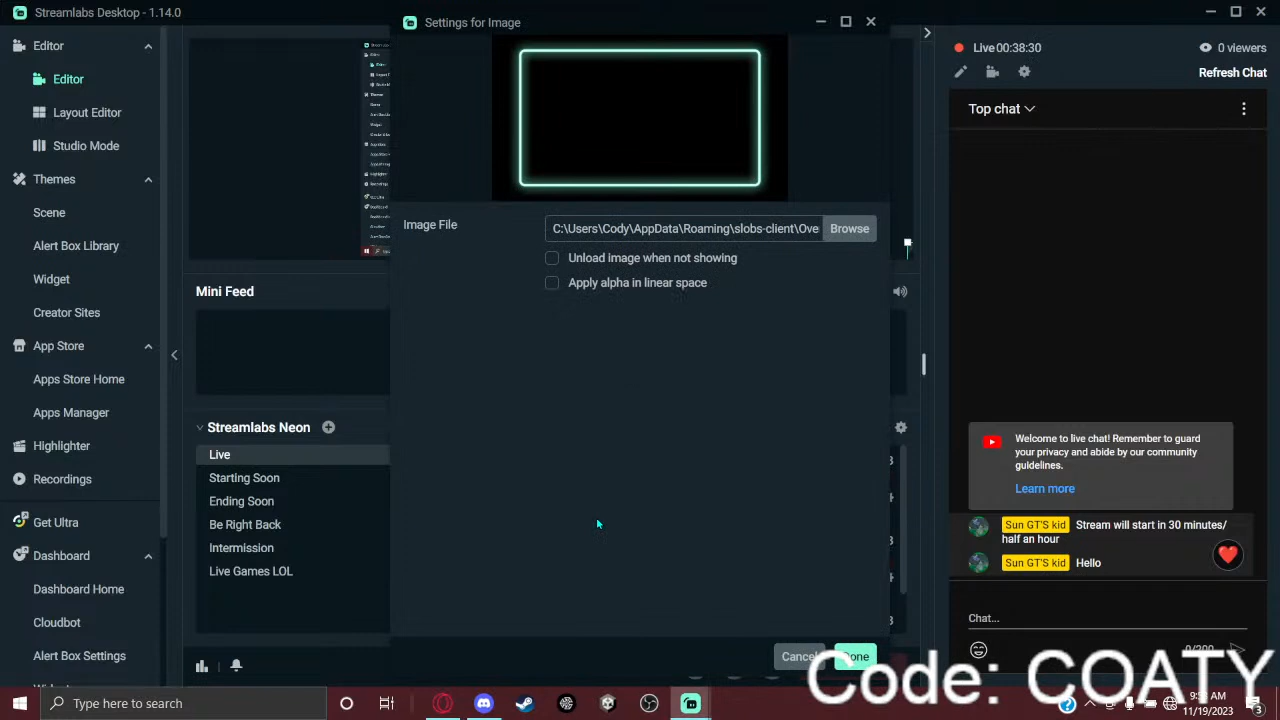 Streamlabs Desktop - 1.14.0
Settings for Image
Editor
Editor
Layout Editor
Studio Mode
Themes
Scene
Alert Box Library
Widget
Creator Sites
App Store
Apps Store Home
Apps Manager
Highlighter
Recordings
Get Ultra
Dashboard
Dashboard Home
Cloudbot
Alert Box Settings
Mini Feed
Streamlabs Neon
Live
Starting Soon
Ending Soon
Be Right Back
Intermission
Live Games LOL
Image File
C:\Users\Cody\AppData\Roaming\slobs-client\Ove
Browse
Unload image when not showing
Apply alpha in linear space
Cancel
Done
Live 00:38:30
0 viewers
Refresh Chat
Top chat
Welcome to live chat! Remember to guard
your privacy and abide by our community
guidelines.
Learn more
Sun GT'S kid Stream will start in 30 minutes/
half an hour
Sun GT'S kid Hello
Chat...
0/200
Code: COATY
Type here to search
AM
11/19/2023